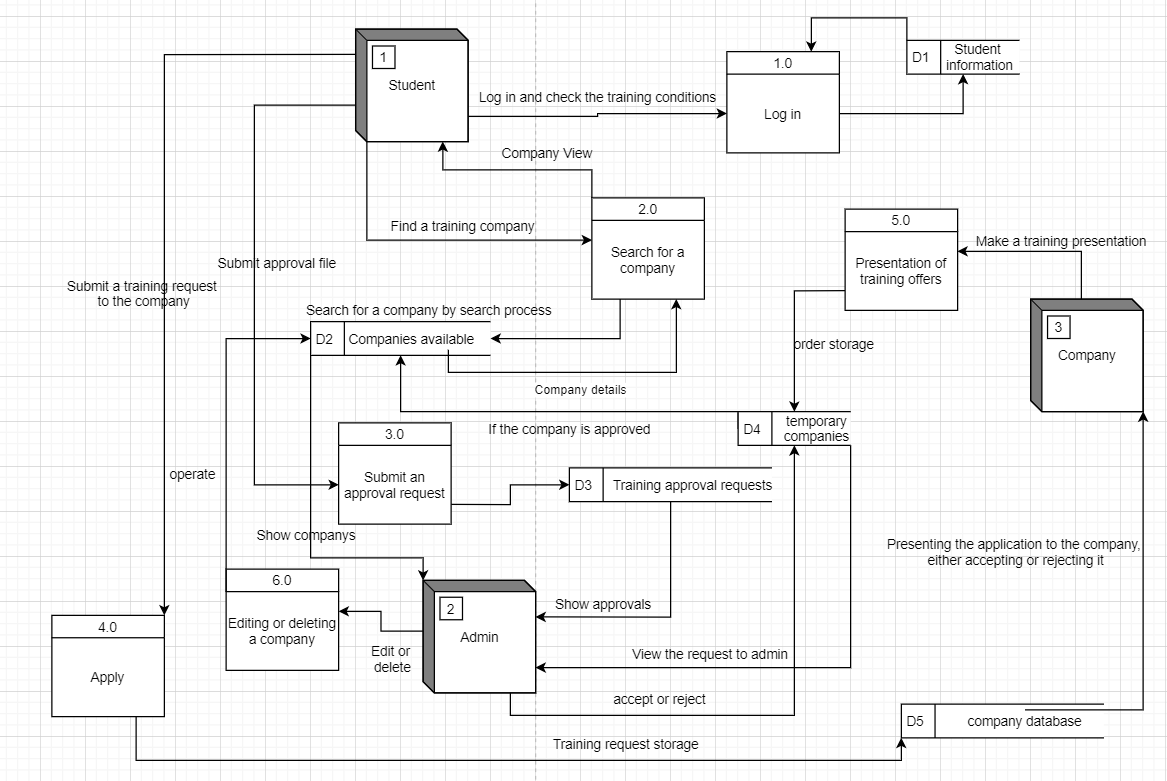 1
Student
Log in and check the training conditions
1.0
Log in
D1
Student
information
Company View
Find a training company
2.0
Search for a
company
5.0
Presentation of
training offers
Make a training presentation
3
Company
Submit approval file
Submit a training request
to the company
Search for a company by search process
D2
Companies available
order storage
Company details
D4
temporary
companies
If the company is approved
3.0
Submit an
approval request
operate
D3
Training approval requests
Show companys
Presenting the application to the company,
either accepting or rejecting it
6.0
Editing or deleting
a company
2
Admin
Show approvals
4.0
Apply
Edit or
delete
View the request to admin
accept or reject
D5
company database
Training request storage